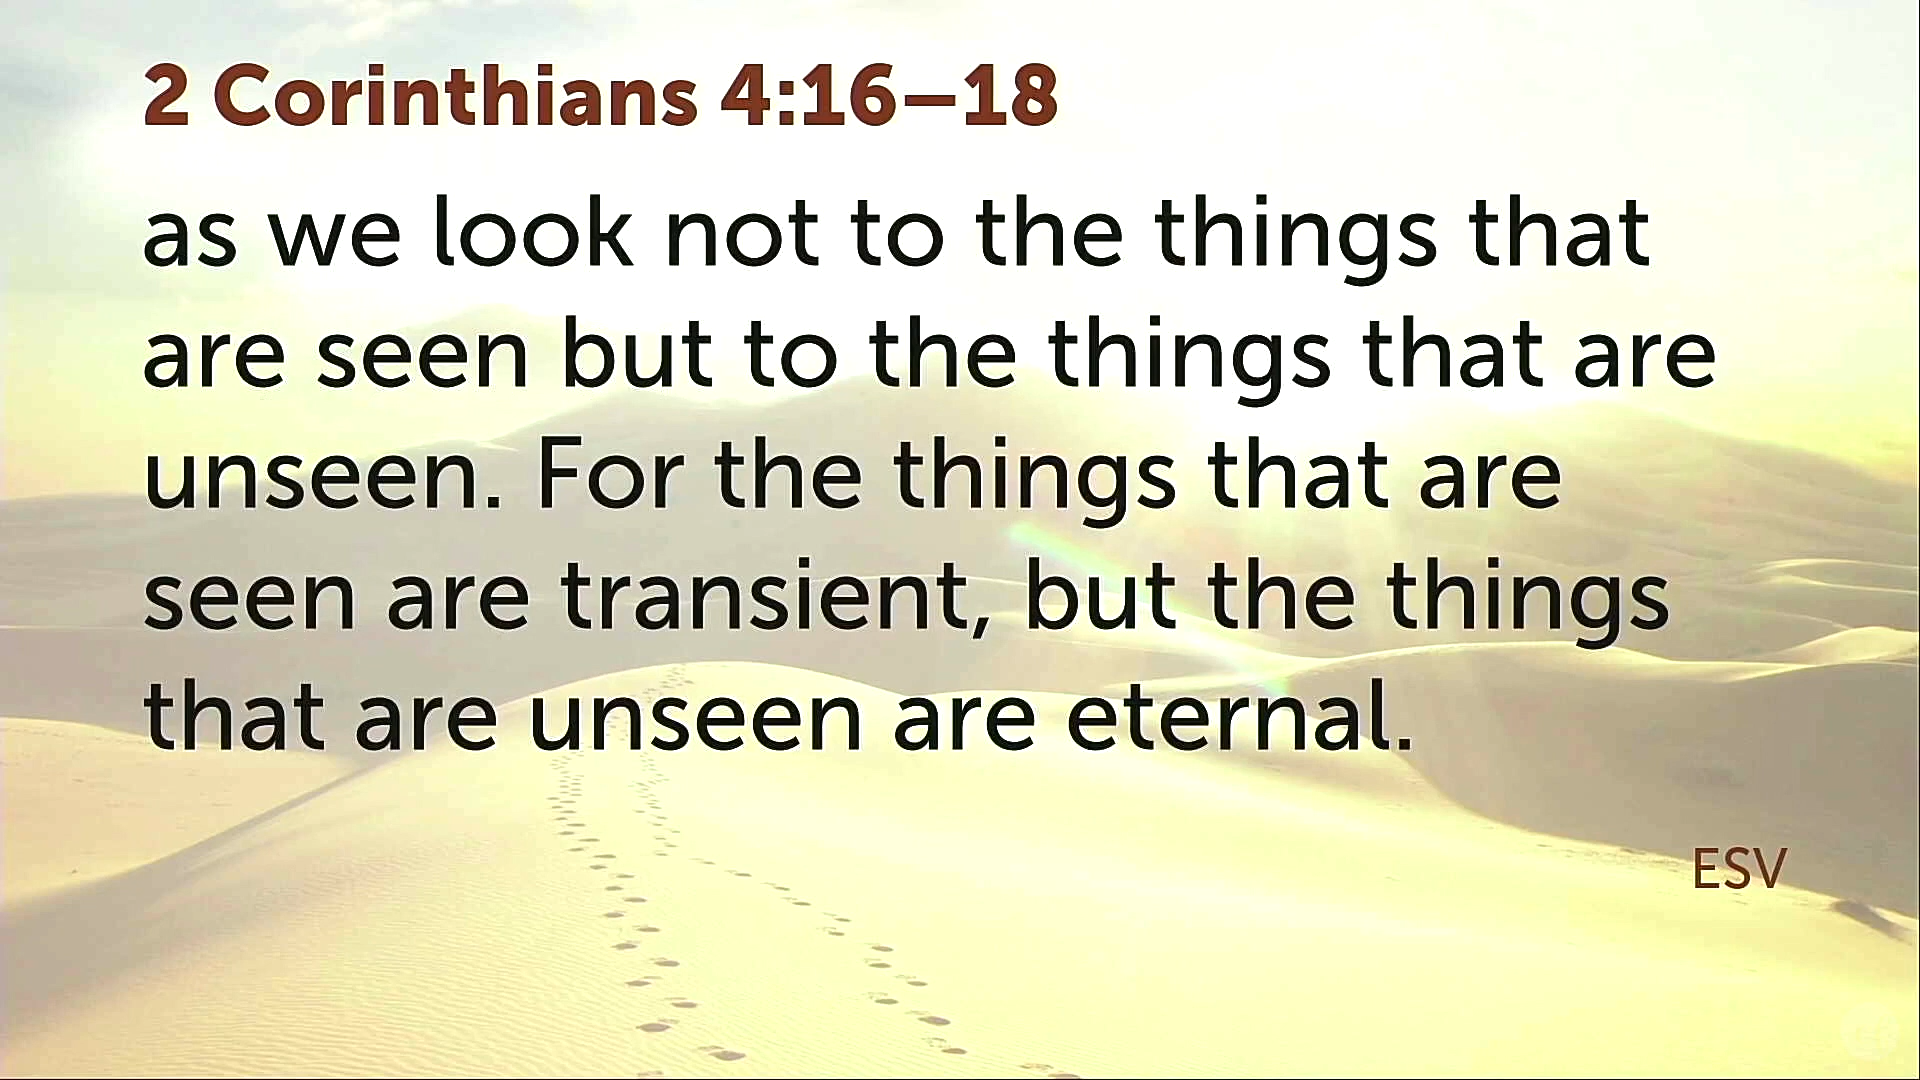 2 Corinthians 4:16–18
as we look not to the things that
are seen but to the things that are
unseen. For the things that are
seen are transient, but the things
that are unseen are eternal.
ESV